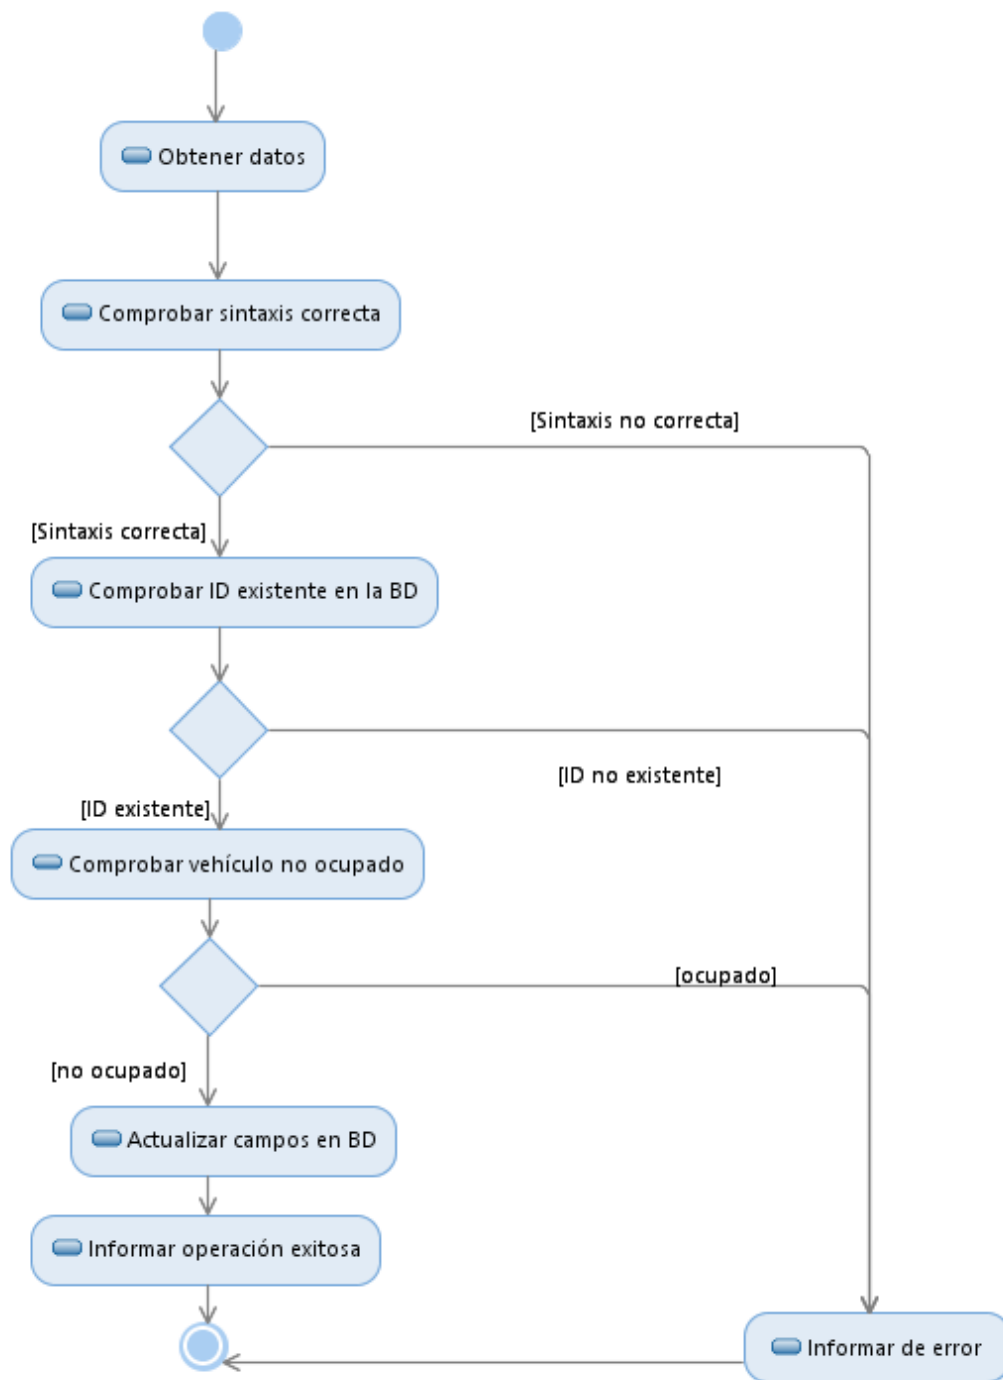 Obtener datos
Comprobar sintaxis correcta
[Sintaxis no correcta]
[Sintaxis correcta]
Comprobar ID existente en la BD
[ID no existente]
[ID existente]
Comprobar vehículo no ocupado
[ocupado]
[no ocupado]
Actualizar campos en BD
Informar operación exitosa
Informar de error